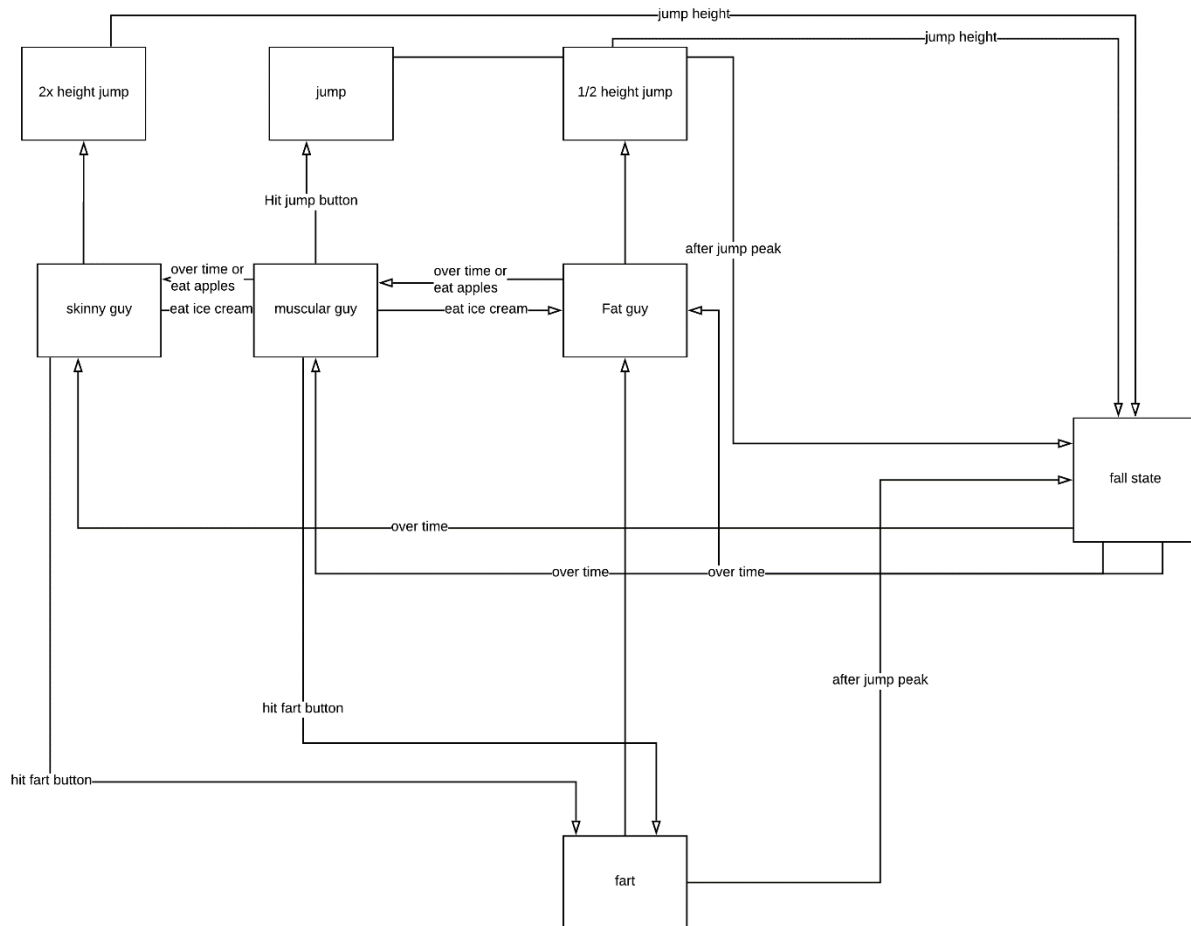 jump height
jump height
2x height jump
jump
1/2 height jump
Hit jump button
after jump peak
over time or
eat apples
over time or
eat apples
skinny guy
eat ice cream
muscular guy
eat ice cream
Fat guy
fall state
over time
over time
over time
after jump peak
hit fart button
hit fart button
fart